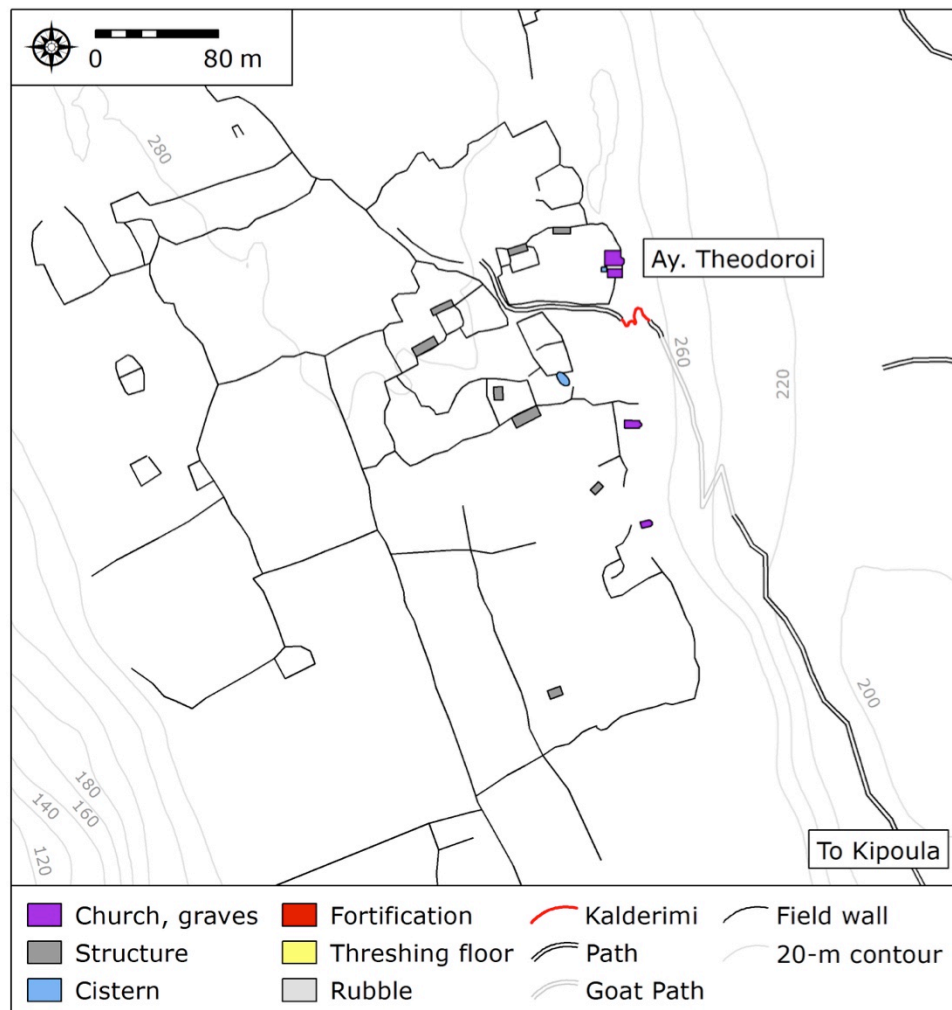 0 80 m
280
Ay. Theodoroi
260
220
200
180
160
140
120
To Kipoula
Church, graves Fortification Kalderimi Field wall
Structure Threshing floor Path 20-m contour
Cistern Rubble Goat Path